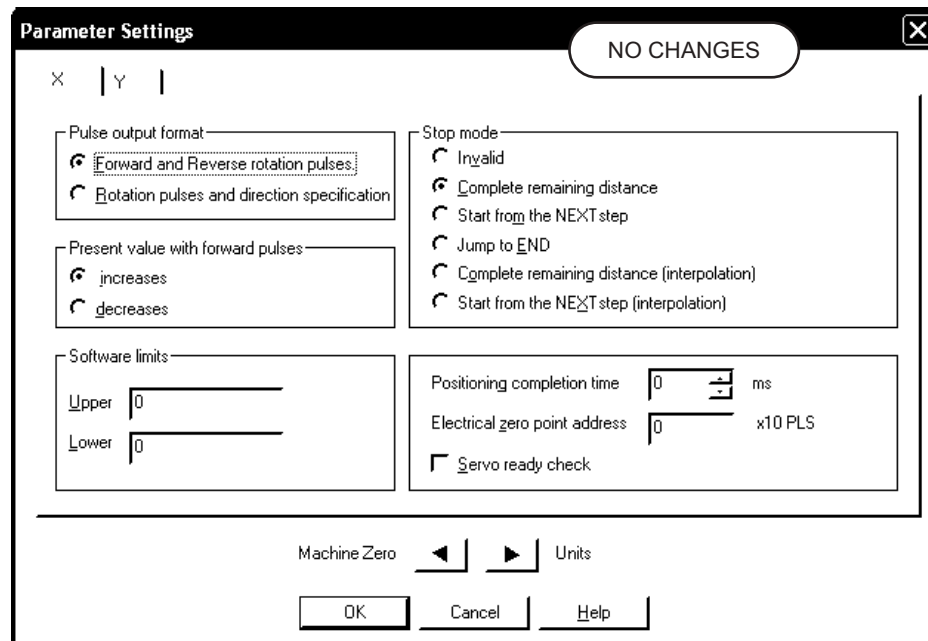 Parameter Settings
NO CHANGES
X
Y
Pulse output format
Forward and Reverse rotation pulses.
Rotation pulses and direction specification
Present value with forward pulses
increases
decreases
Software limits
Upper 0
Lower 0
Stop mode
Invalid
Complete remaining distance
Start from the NEXT step
Jump to END
Complete remaining distance (interpolation)
Start from the NEXT step (interpolation)
Positioning completion time 0 ms
Electrical zero point address 0 x10 PLS
Servo ready check
Machine Zero Units
OK Cancel Help